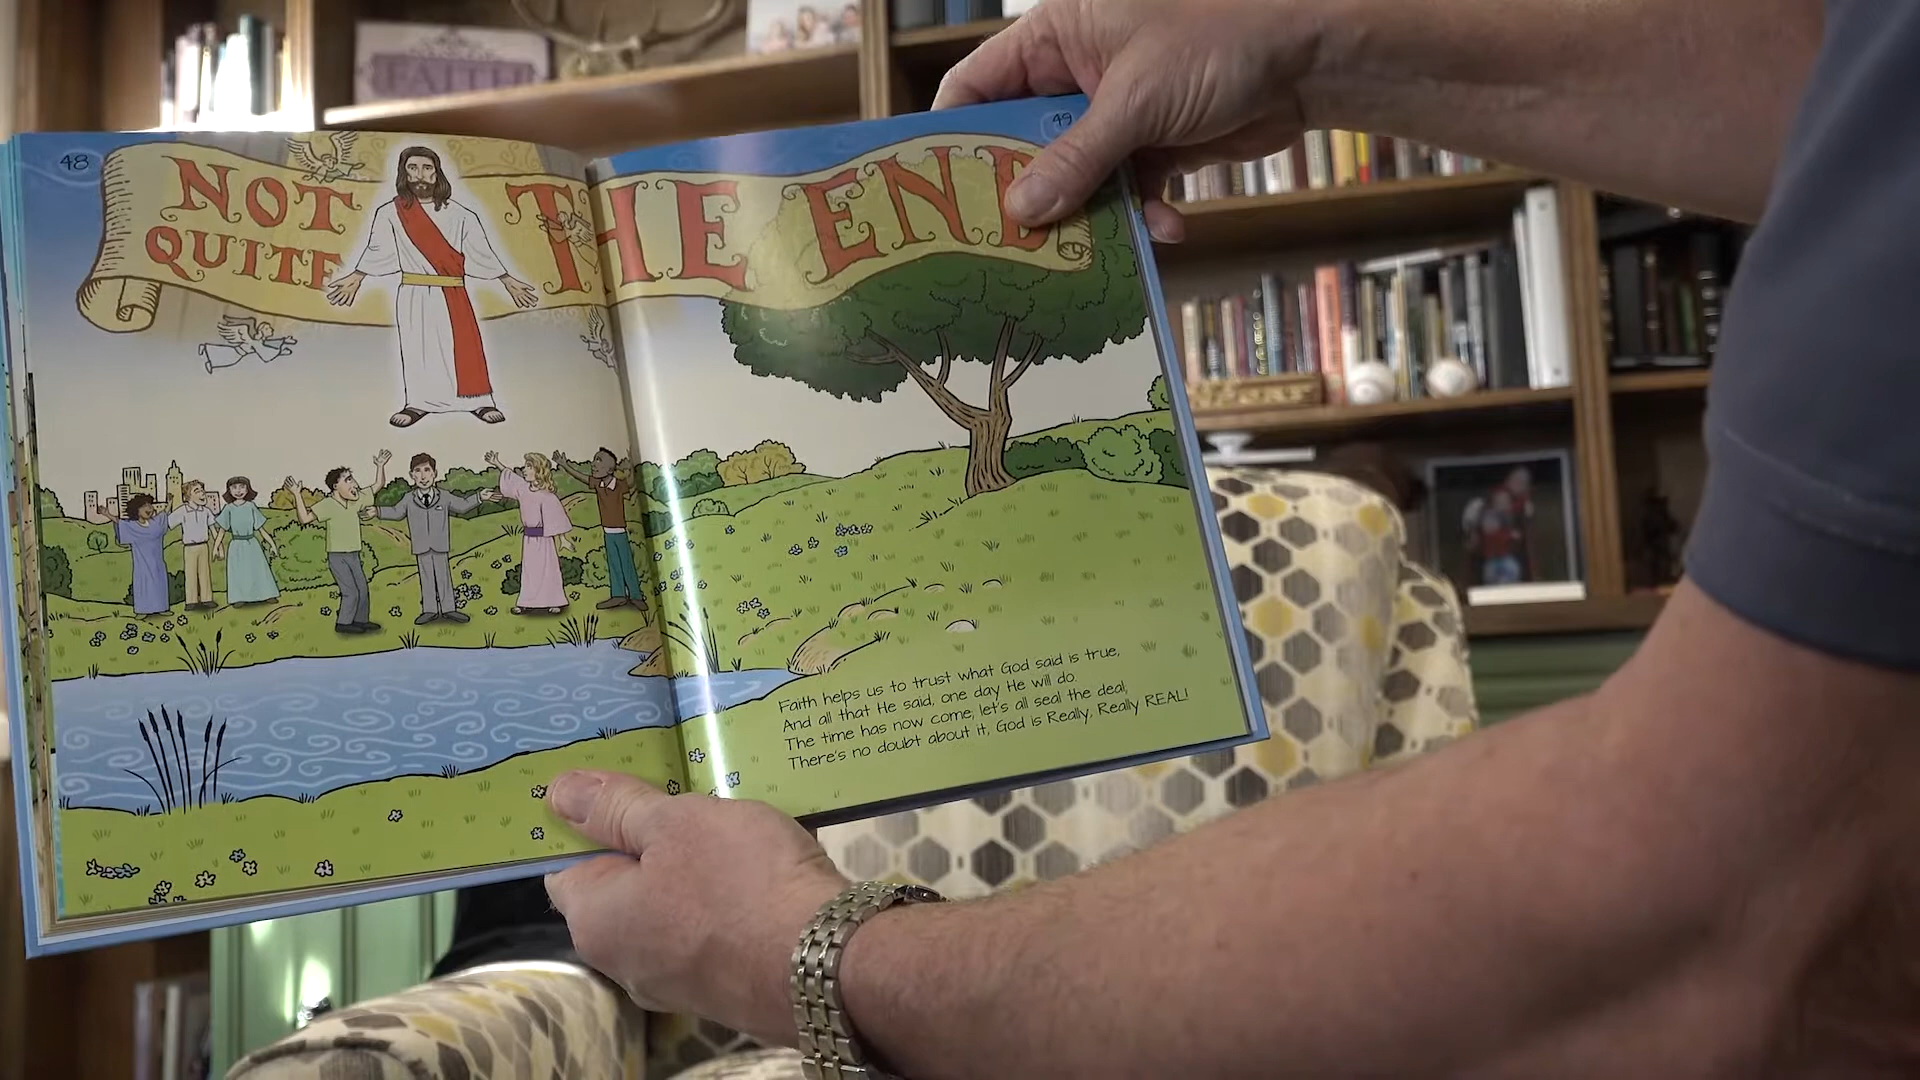 FAITH
48
49
NOT
QUITE
THE END
Faith helps us to trust what God said is true,
And all that He said, one day He will do.
The time has now come, let's all seal the deal,
There's no doubt about it, God is Really, Really REAL!